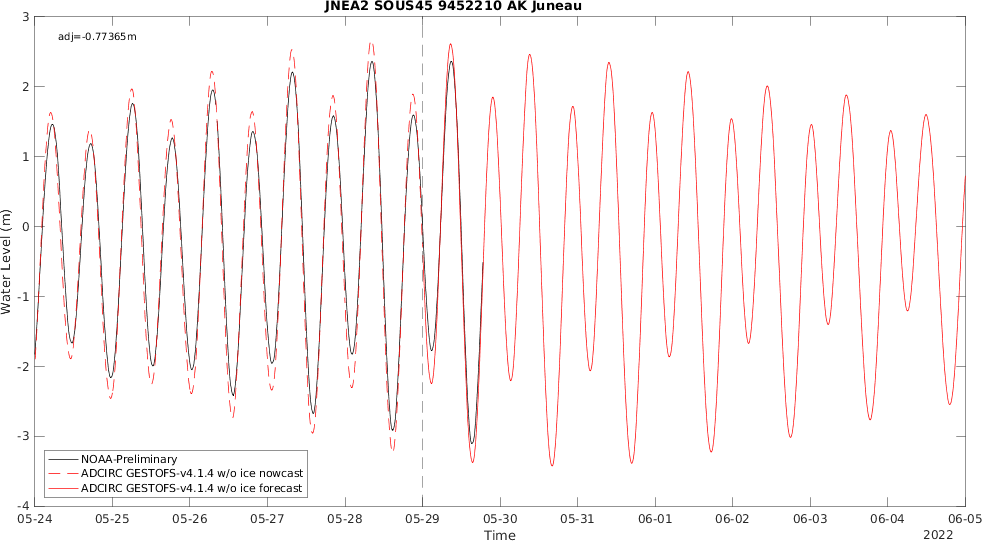 JNEA2 SOUS45 9452210 AK Juneau
adj=-0.77365m
3
2
1
0
-1
-2
-3
-4
Water Level (m)
NOAA-Preliminary
ADCIRC GESTOFS-v4.1.4 w/o ice nowcast
ADCIRC GESTOFS-v4.1.4 w/o ice forecast
05-24 05-25 05-26 05-27 05-28 05-29 05-30 05-31 06-01 06-02 06-03 06-04 06-05
Time
2022